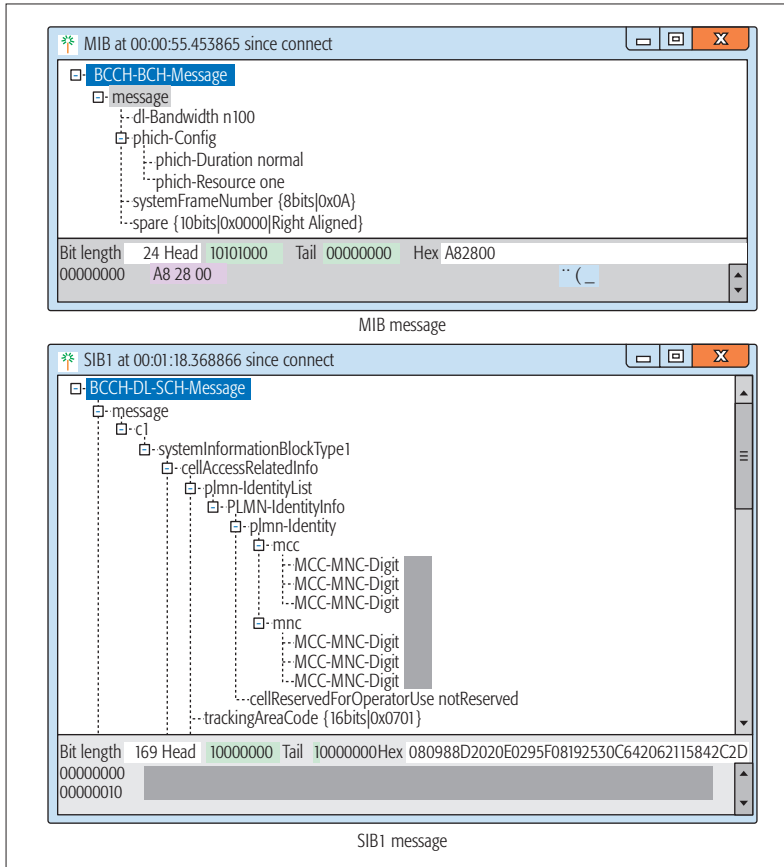 MIB at 00:00:55.453865 since connect
BCCH-BCH-Message
message
dl-Bandwidth n100
phich-Config
phich-Duration normal
phich-Resource one
systemFrameNumber {8bits|0x0A}
spare {10bits|0x0000|Right Aligned}
Bit length 24 Head 10101000 Tail 00000000 Hex A82800
00000000 A8 28 00 ¨ ( _
MIB message
SIB1 at 00:01:18.368866 since connect
BCCH-DL-SCH-Message
message
c1
systemInformationBlockType1
cellAccessRelatedInfo
plmn-IdentityList
PLMN-IdentityInfo
plmn-Identity
mcc
MCC-MNC-Digit
MCC-MNC-Digit
MCC-MNC-Digit
mnc
MCC-MNC-Digit
MCC-MNC-Digit
MCC-MNC-Digit
cellReservedForOperatorUse notReserved
trackingAreaCode {16bits|0x0701}
Bit length 169 Head 10000000 Tail 10000000Hex 080988D2020E0295F08192530C642062115842C2D
00000000
00000010
SIB1 message